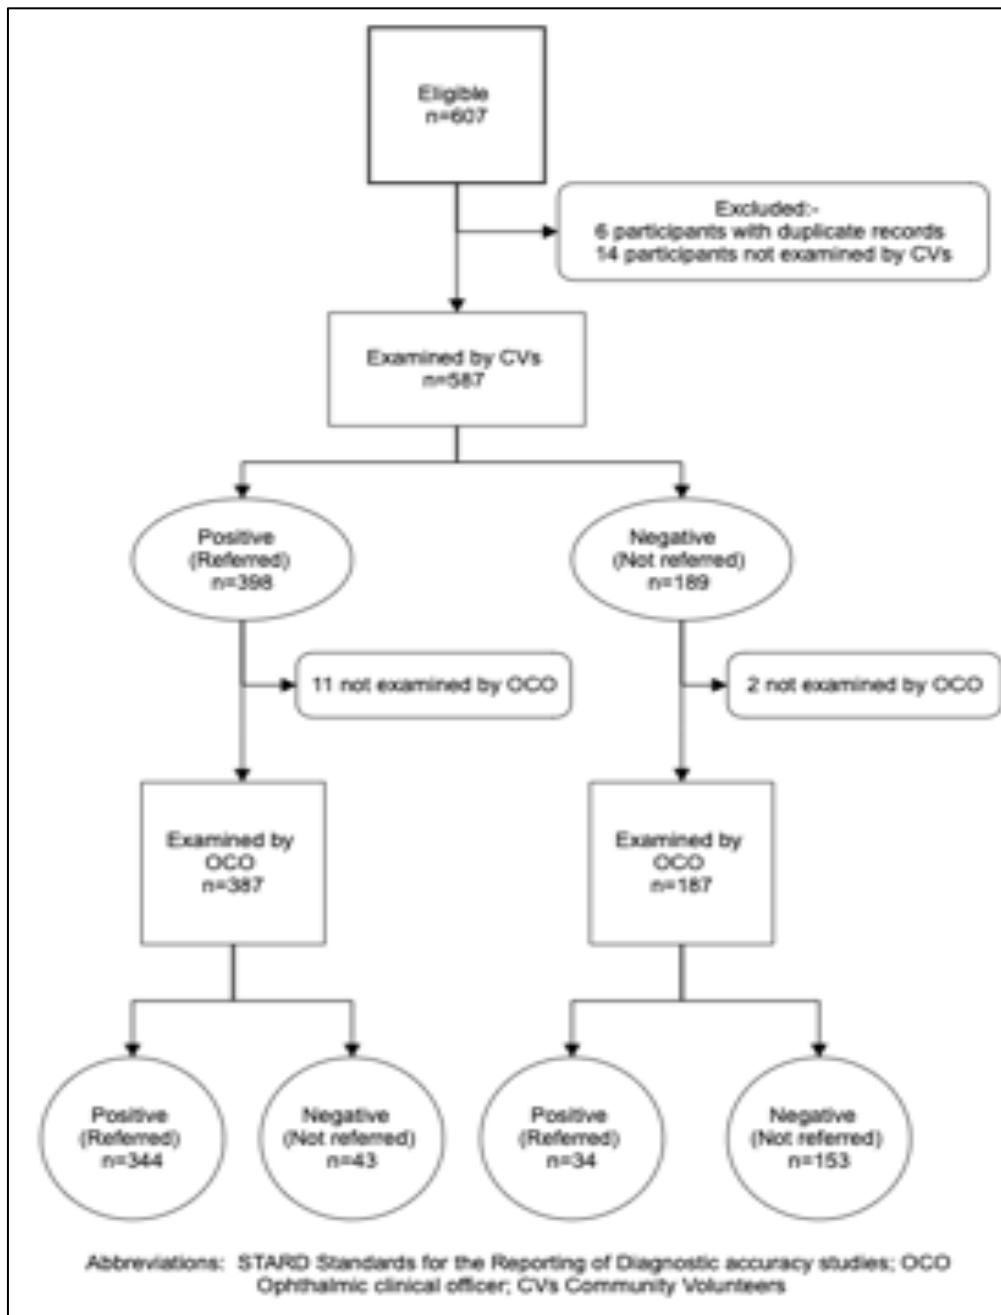 Eligible
n=607
Excluded:-
6 participants with duplicate records
14 participants not examined by CVs
Examined by CVs
n=587
Positive
(Referred)
n=398
Negative
(Not referred)
n=189
11 not examined by OCO
2 not examined by OCO
Examined by
OCO
n=387
Examined by
OCO
n=187
Positive
(Referred)
n=344
Negative
(Not referred)
n=43
Positive
(Referred)
n=34
Negative
(Not referred)
n=153
Abbreviations: STARD Standards for the Reporting of Diagnostic accuracy studies; OCO
Ophthalmic clinical officer; CVs Community Volunteers